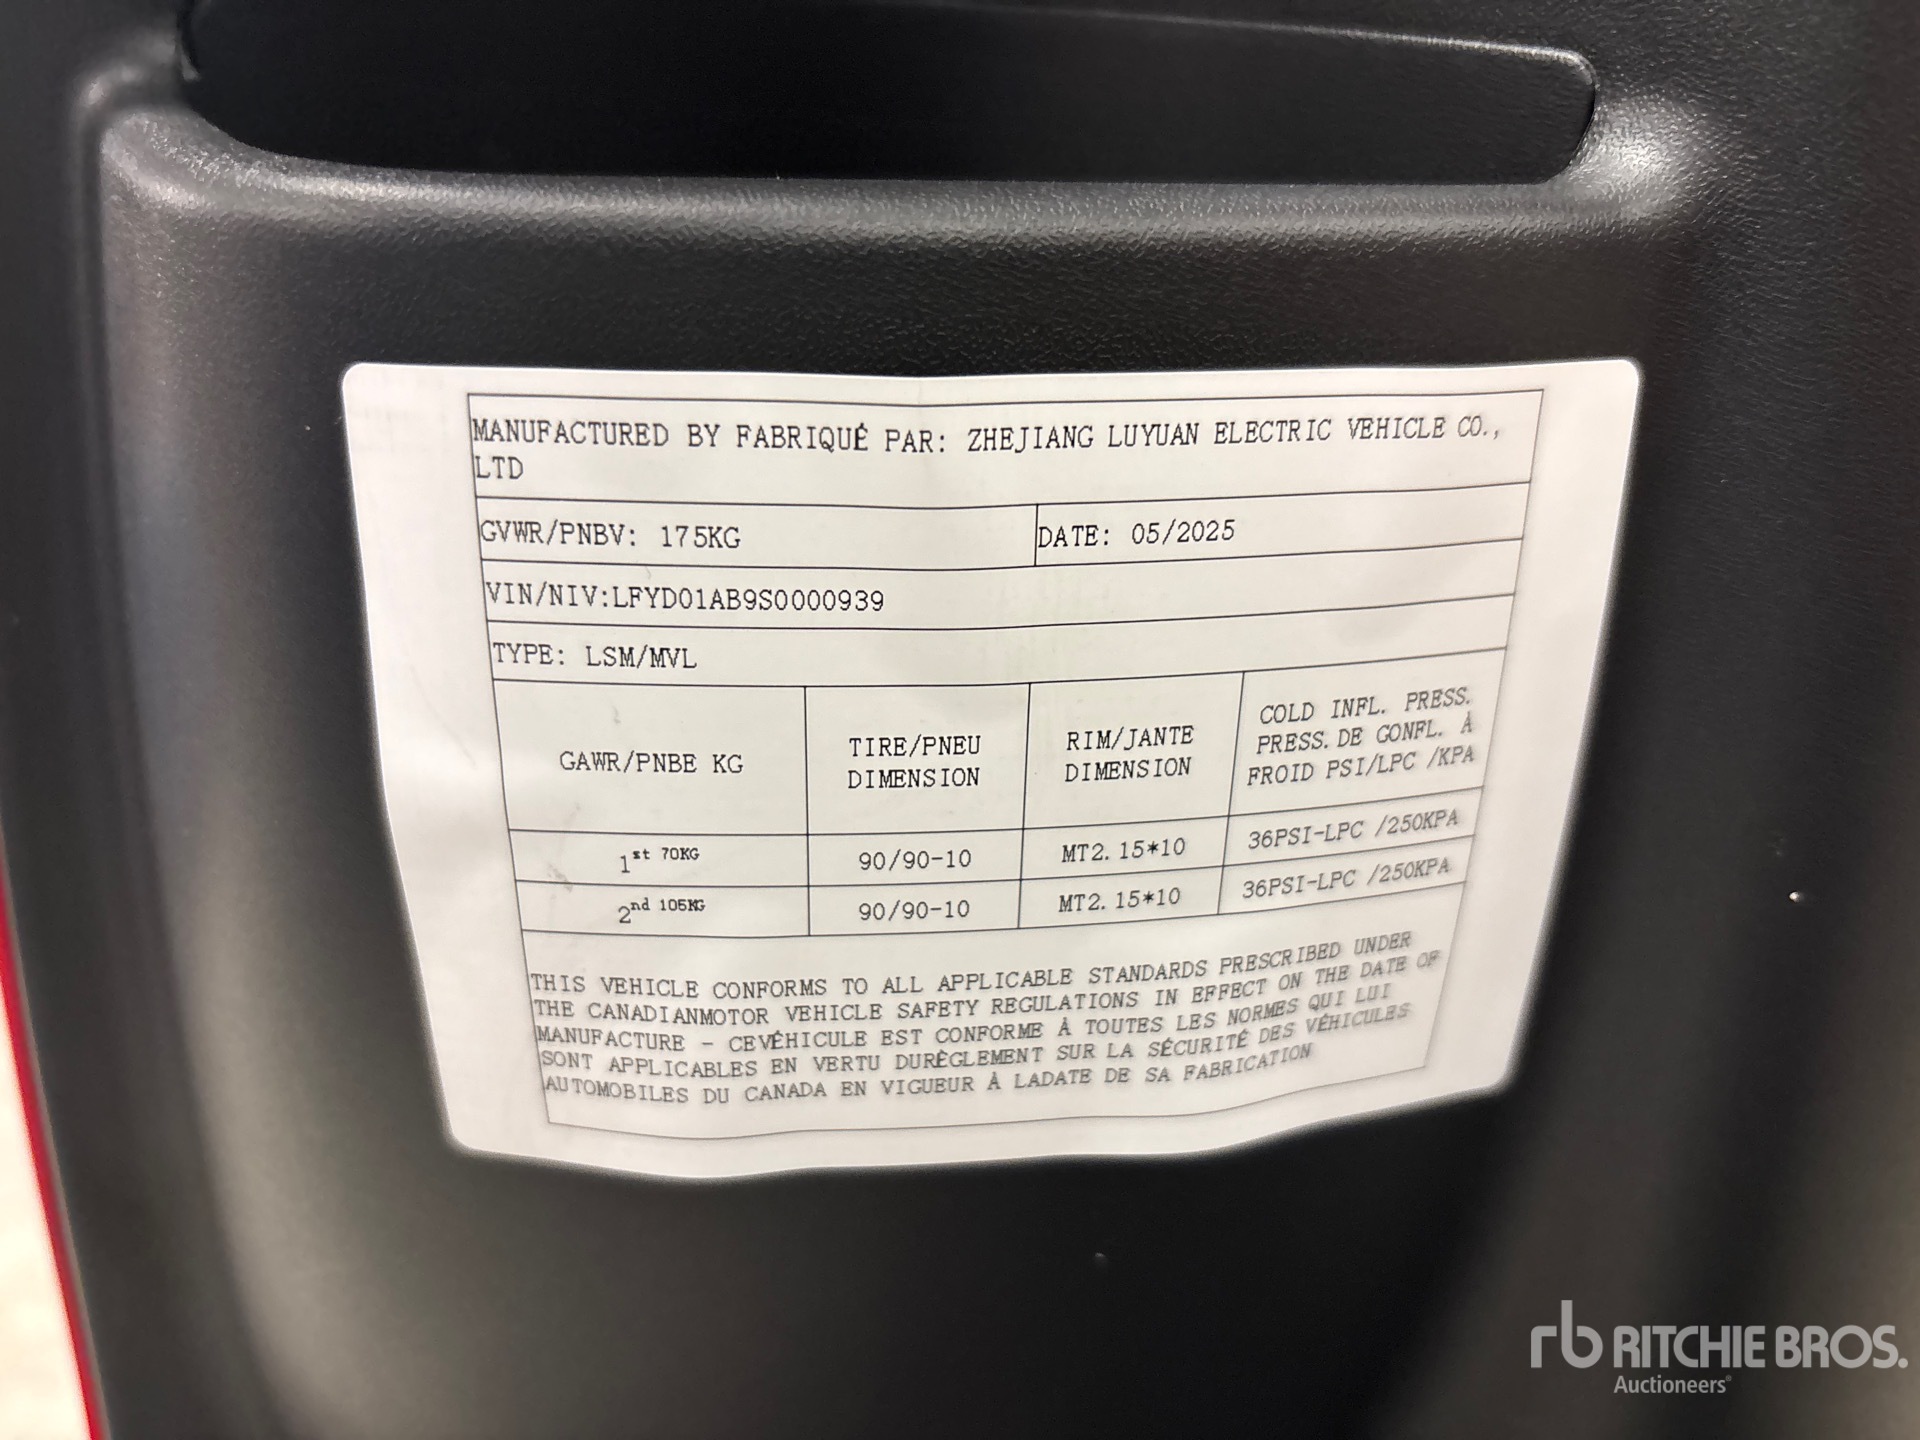 MANUFACTURED BY FABRIQUÉ PAR: ZHEJIANG LUYUAN ELECTRIC VEHICLE CO.,
LTD
GVWR/PNBV: 175KG DATE: 05/2025
VIN/NIV:LFYD01AB9S0000939
TYPE: LSM/MVL
GAWR/PNBE KG
TIRE/PNEU
DIMENSION
RIM/JANTE
DIMENSION
COLD INFL. PRESS.
PRESS. DE GONFL. À
FROID PSI/LPC /KPA
1st 70KG 90/90-10 MT2.15*10 36PSI-LPC /250KPA
2nd 105KG 90/90-10 MT2.15*10 36PSI-LPC /250KPA
THIS VEHICLE CONFORMS TO ALL APPLICABLE STANDARDS PRESCRIBED UNDER
THE CANADIANMOTOR VEHICLE SAFETY REGULATIONS IN EFFECT ON THE DATE OF
MANUFACTURE - CEVÉHICULE EST CONFORME À TOUTES LES NORMES QUI LUI
SONT APPLICABLES EN VERTU DURÈGLEMENT SUR LA SÉCURITÉ DES VÉHICULES
AUTOMOBILES DU CANADA EN VIGUEUR À LADATE DE SA FABRICATION
rb RITCHIE BROS.
Auctioneers®